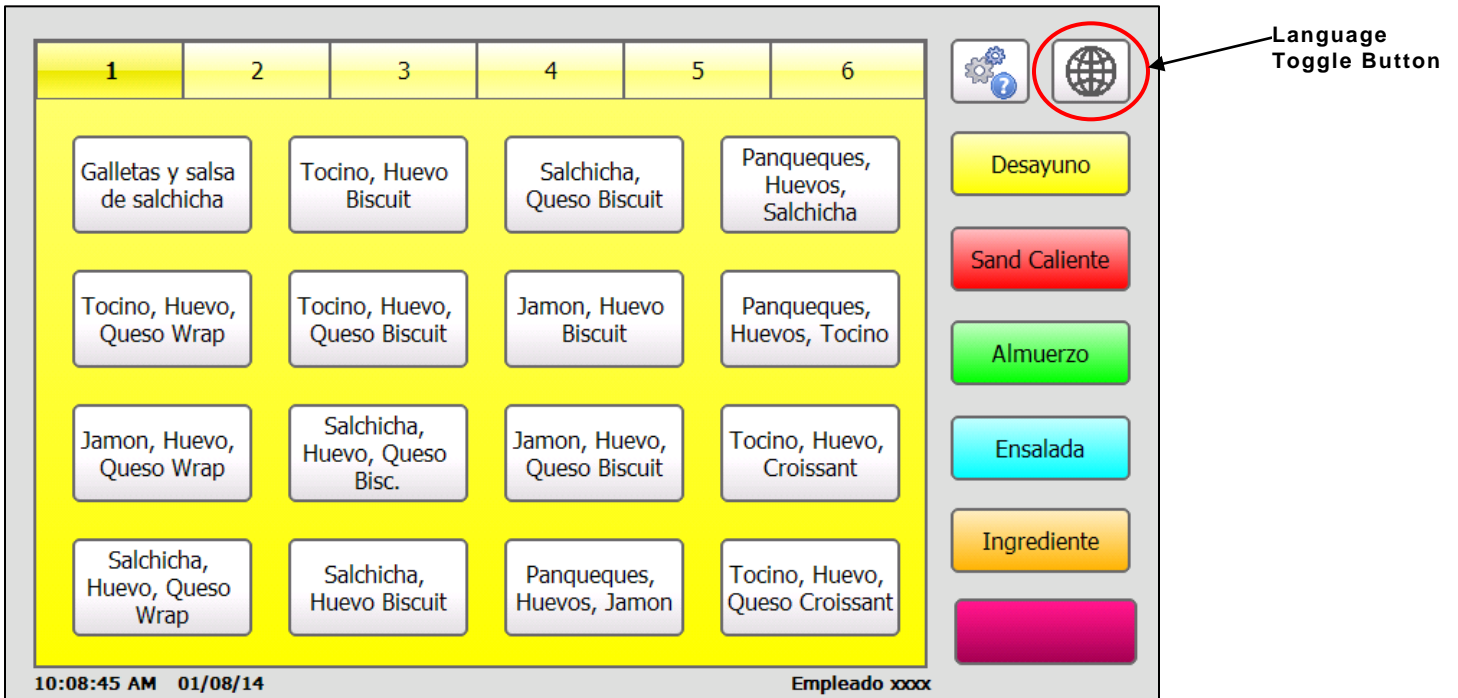 Language
Toggle Button
1 2 3 4 5 6
Galletas y salsa
de salchicha
Tocino, Huevo
Biscuit
Salchicha,
Queso Biscuit
Panqueques,
Huevos,
Salchicha
Tocino, Huevo,
Queso Wrap
Tocino, Huevo,
Queso Biscuit
Jamon, Huevo
Biscuit
Panqueques,
Huevos, Tocino
Jamon, Huevo,
Queso Wrap
Salchicha,
Huevo, Queso
Bisc.
Jamon, Huevo,
Queso Biscuit
Tocino, Huevo,
Croissant
Salchicha,
Huevo, Queso
Wrap
Salchicha,
Huevo Biscuit
Panqueques,
Huevos, Jamon
Tocino, Huevo,
Queso Croissant
Desayuno
Sand Caliente
Almuerzo
Ensalada
Ingrediente
?
10:08:45 AM 01/08/14
Empleado xxxx